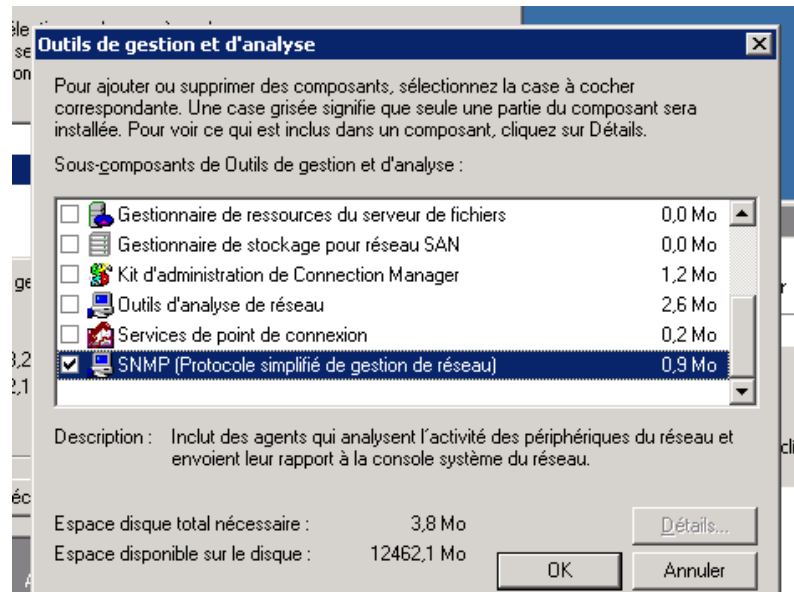 Outils de gestion et d'analyse
Pour ajouter ou supprimer des composants, sélectionnez la case à cocher
correspondante. Une case grisée signifie que seule une partie du composant sera
installée. Pour voir ce qui est inclus dans un composant, cliquez sur Détails.
Sous-composants de Outils de gestion et d'analyse :
Gestionnaire de ressources du serveur de fichiers 0,0 Mo
Gestionnaire de stockage pour réseau SAN 0,0 Mo
Kit d'administration de Connection Manager 1,2 Mo
Outils d'analyse de réseau 2,6 Mo
Services de point de connexion 0,2 Mo
SNMP (Protocole simplifié de gestion de réseau) 0,9 Mo
Description : Inclut des agents qui analysent l'activité des périphériques du réseau et
envoient leur rapport à la console système du réseau.
Espace disque total nécessaire : 3,8 Mo
Détails...
Espace disponible sur le disque : 12462,1 Mo
OK
Annuler